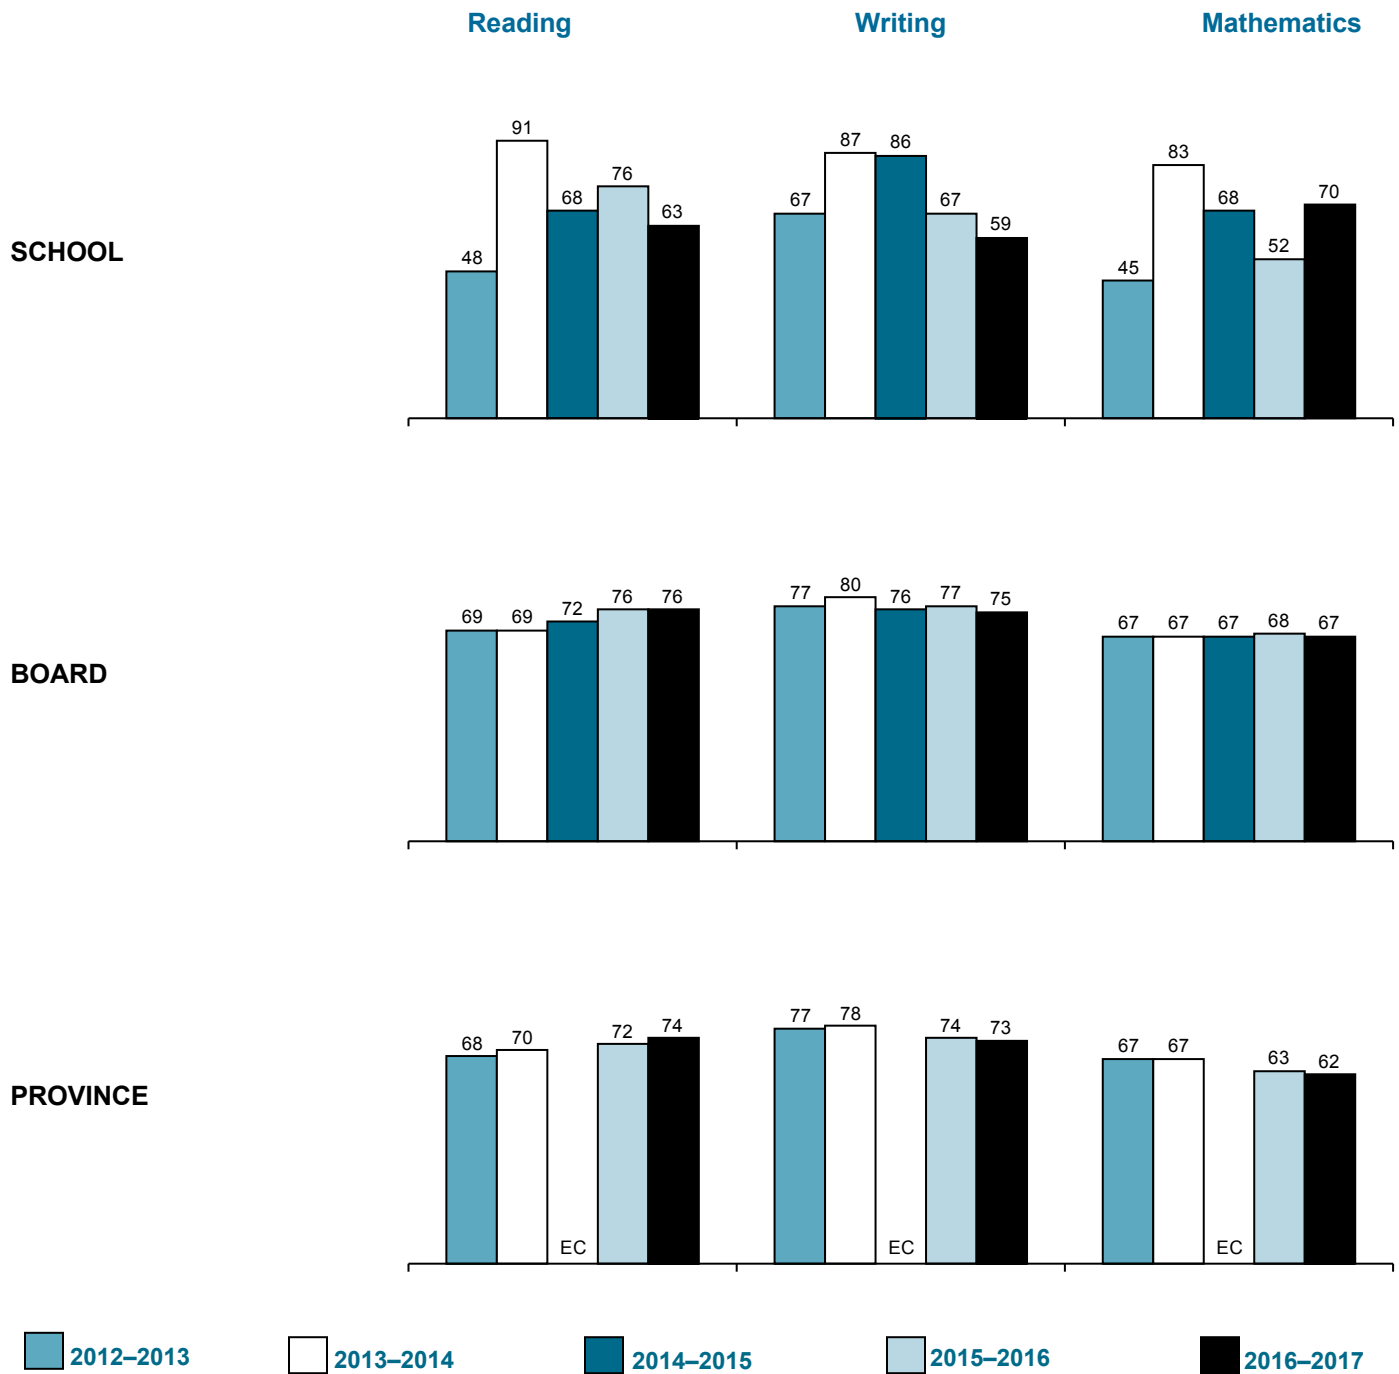 Reading Writing Mathematics
SCHOOL
48 91 68 76 63 67 87 86 67 59 45 83 68 52 70
BOARD
69 69 72 76 76 77 80 76 77 75 67 67 67 68 67
PROVINCE
68 70 EC 72 74 77 78 EC 74 73 67 67 EC 63 62
2012–2013 2013–2014 2014–2015 2015–2016 2016–2017